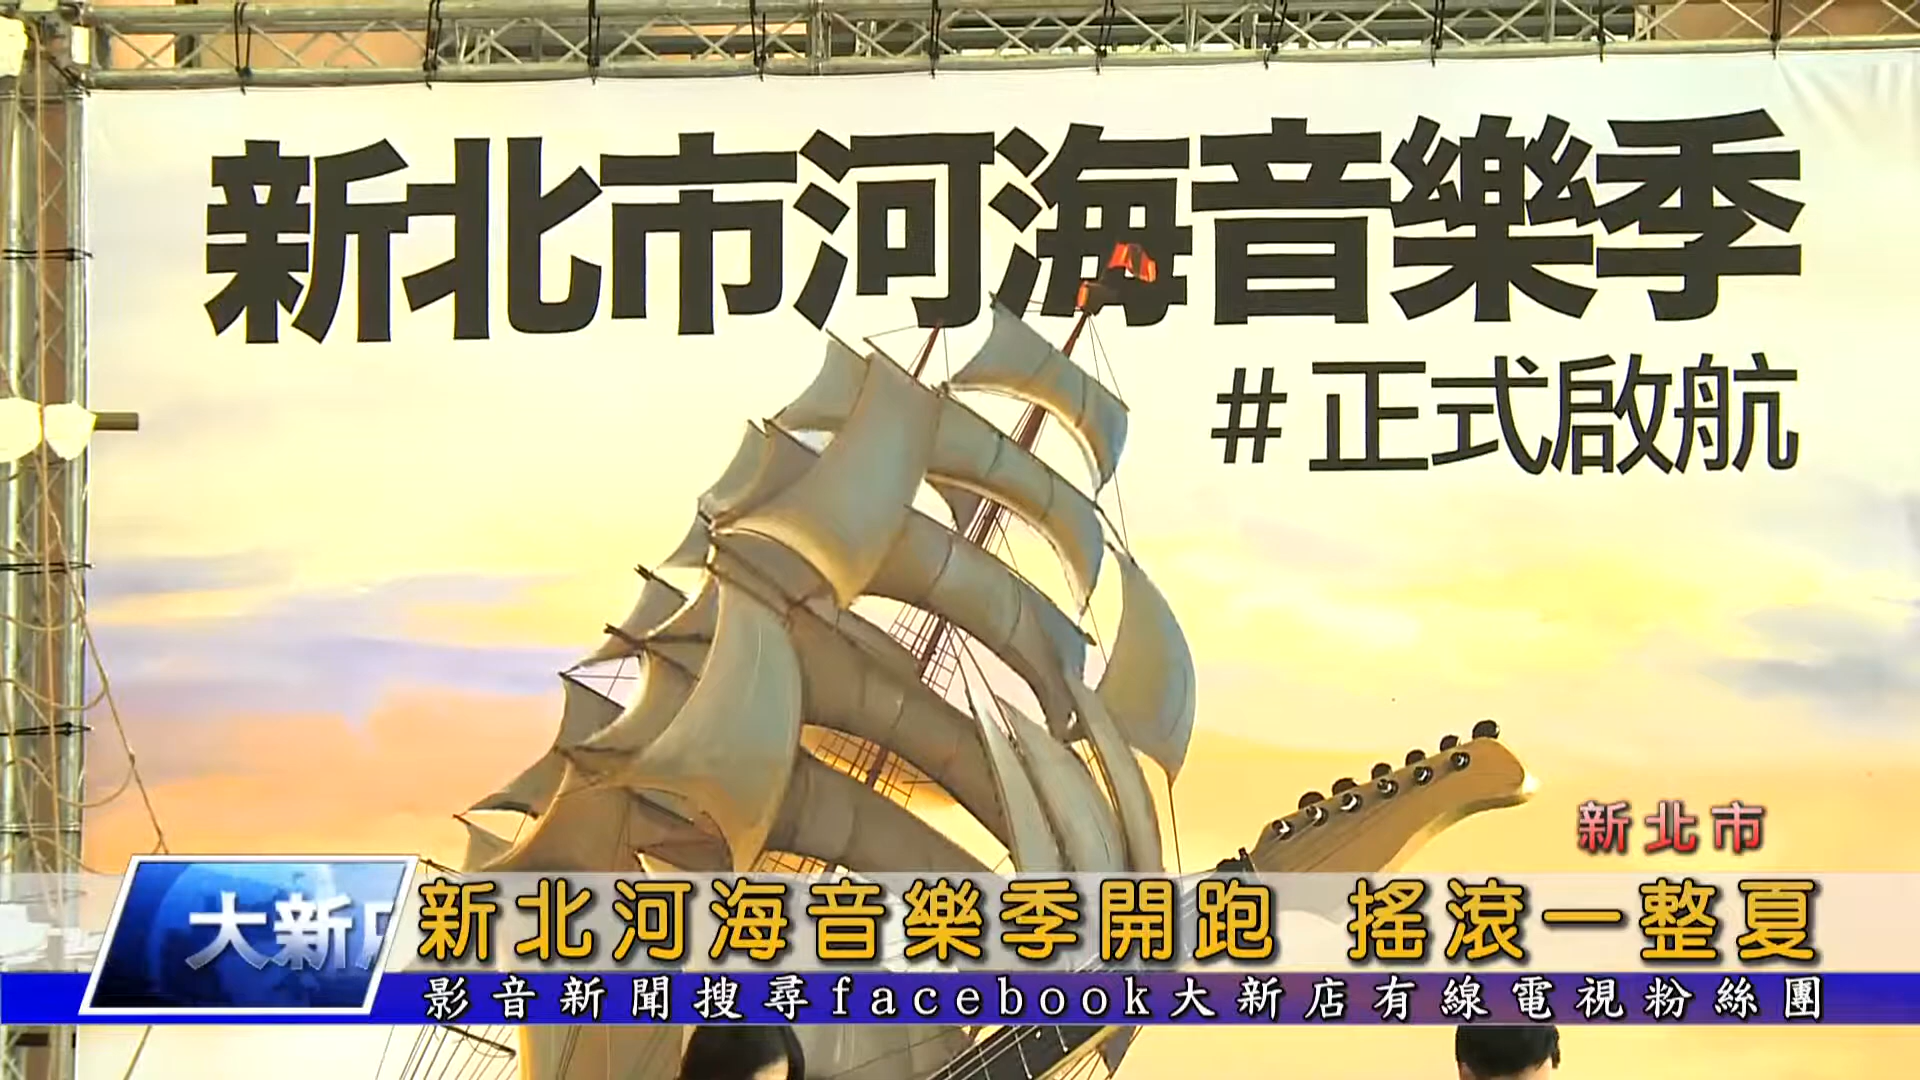 新北市河海音樂季
#正式啟航
新北市
大新店
新北河海音樂季開跑 搖滾一整夏
影音新聞搜尋facebook大新店有線電視粉絲團